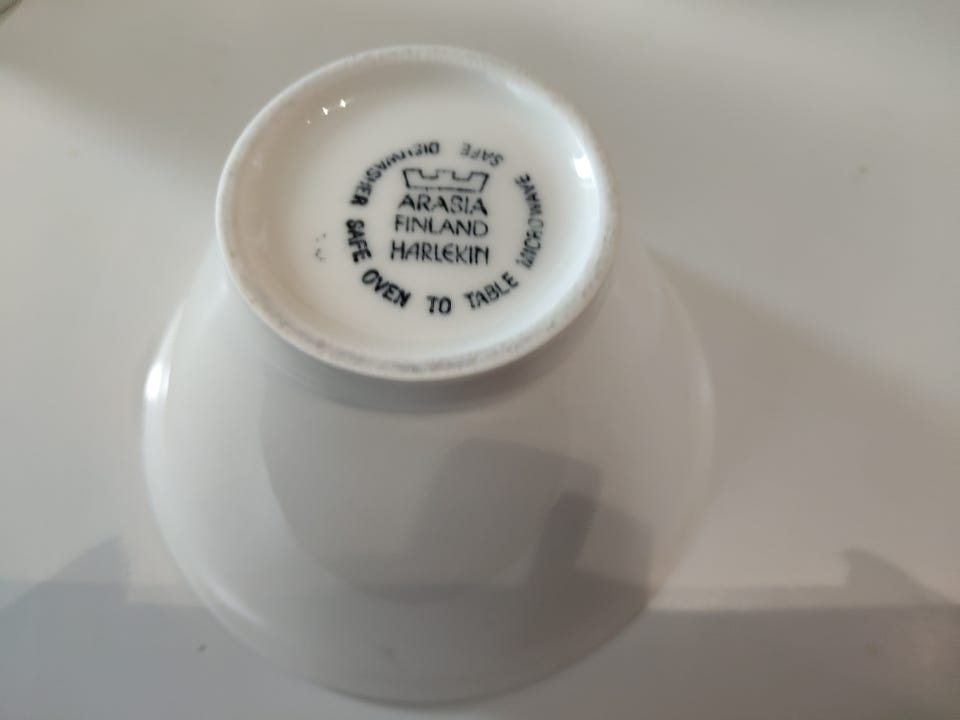 ARABIA
FINLAND
HARLEKIN
DISHWASHER SAFE OVEN TO TABLE MICROWAVE SAFE